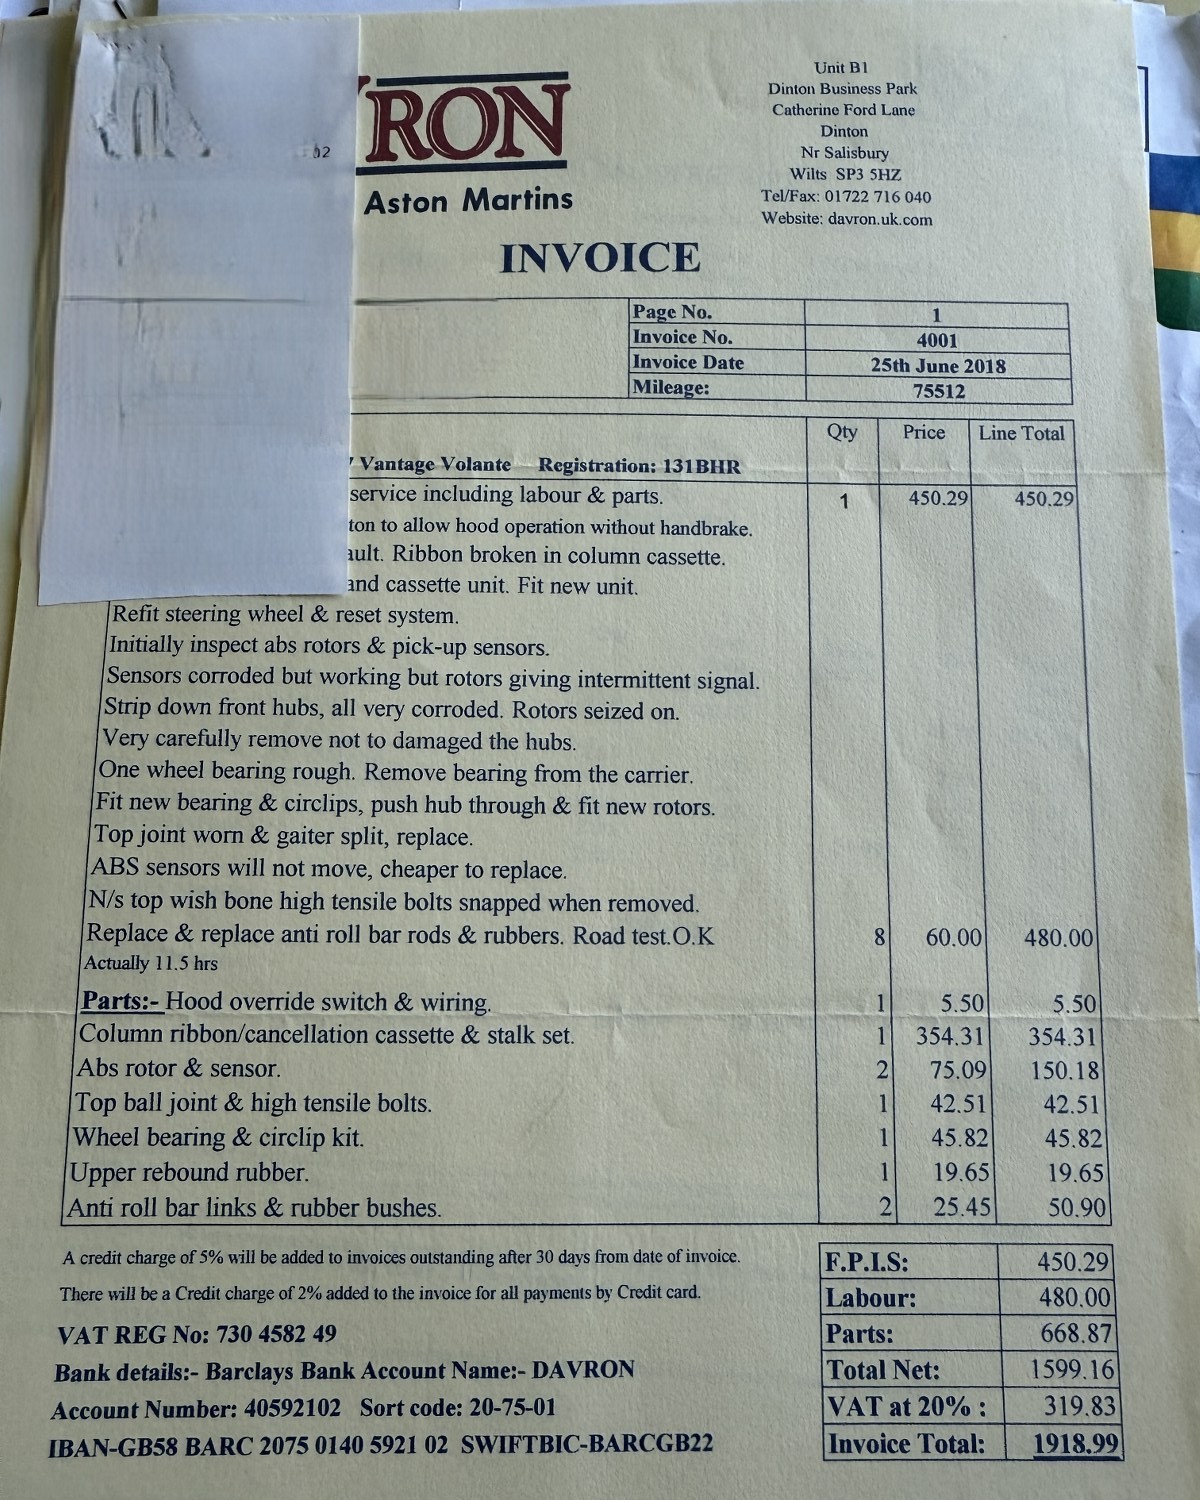 RON
Aston Martins
Unit B1
Dinton Business Park
Catherine Ford Lane
Dinton
Nr Salisbury
Wilts SP3 5HZ
Tel/Fax: 01722 716 040
Website: davron.uk.com
INVOICE
Page No. 1
Invoice No. 4001
Invoice Date 25th June 2018
Mileage: 75512
Qty Price Line Total
Vantage Volante Registration: 131BHR
service including labour & parts. 1 450.29 450.29
to allow hood operation without handbrake.
Ribbon broken in column cassette.
and cassette unit. Fit new unit.
Refit steering wheel & reset system.
Initially inspect abs rotors & pick-up sensors.
Sensors corroded but working but rotors giving intermittent signal.
Strip down front hubs, all very corroded. Rotors seized on.
Very carefully remove not to damaged the hubs.
One wheel bearing rough. Remove bearing from the carrier.
Fit new bearing & circlips, push hub through & fit new rotors.
Top joint worn & gaiter split, replace.
ABS sensors will not move, cheaper to replace.
N/s top wish bone high tensile bolts snapped when removed.
Replace & replace anti roll bar rods & rubbers. Road test.O.K 8 60.00 480.00
Actually 11.5 hrs
Parts:- Hood override switch & wiring. 1 5.50 5.50
Column ribbon/cancellation cassette & stalk set. 1 354.31 354.31
Abs rotor & sensor. 2 75.09 150.18
Top ball joint & high tensile bolts. 1 42.51 42.51
Wheel bearing & circlip kit. 1 45.82 45.82
Upper rebound rubber. 1 19.65 19.65
Anti roll bar links & rubber bushes. 2 25.45 50.90
A credit charge of 5% will be added to invoices outstanding after 30 days from date of invoice.
There will be a Credit charge of 2% added to the invoice for all payments by Credit card.
VAT REG No: 730 4582 49
Bank details:- Barclays Bank Account Name:- DAVRON
Account Number: 40592102 Sort code: 20-75-01
IBAN-GB58 BARC 2075 0140 5921 02 SWIFTBIC-BARCGB22
F.P.I.S: 450.29
Labour: 480.00
Parts: 668.87
Total Net: 1599.16
VAT at 20% : 319.83
Invoice Total: 1918.99